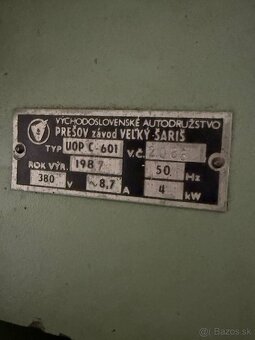 VÝCHODOSLOVENSKÉ AUTODRUŽSTVO
PREŠOV závod VEĽKÝ ŠARIŠ
TYP UOP C-601 V.Č.
ROK VÝR. 1987 50 Hz
380 V ~ 8,7 A 4 kW
Bazos.sk